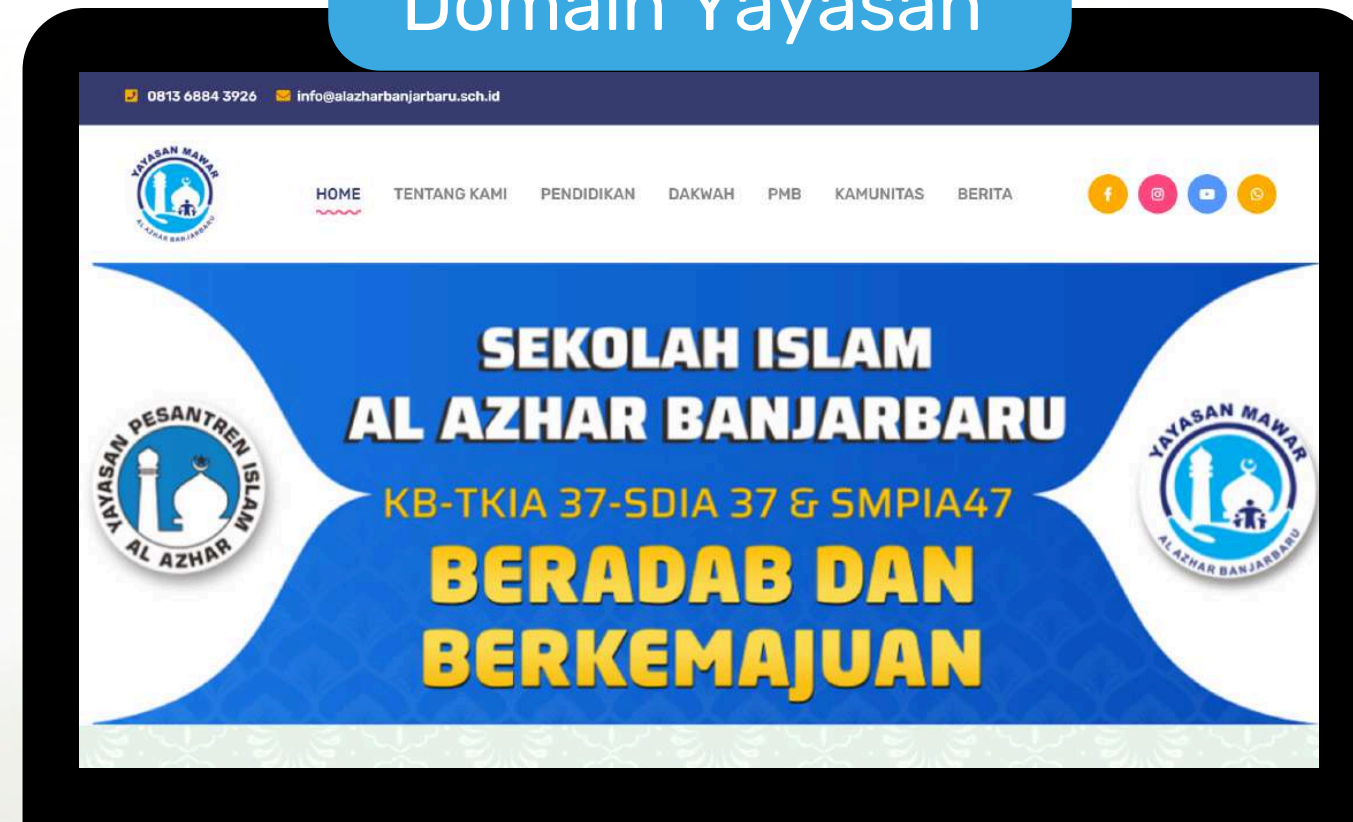 Domain Yayasan
0813 6884 3926 info@alazharbanjarbaru.sch.id
YAYASAN MAWAR
AL AZHAR BANJARBARU
HOME TENTANG KAMI PENDIDIKAN DAKWAH PMB KAMUNITAS BERITA
SEKOLAH ISLAM
AL AZHAR BANJARBARU
KB-TKIA 37-SDIA 37 & SMPIA47
BERADAB DAN
BERKEMAJUAN
YAYASAN PESANTREN ISLAM
AL AZHAR
YAYASAN MAWAR
AL AZHAR BANJARBARU